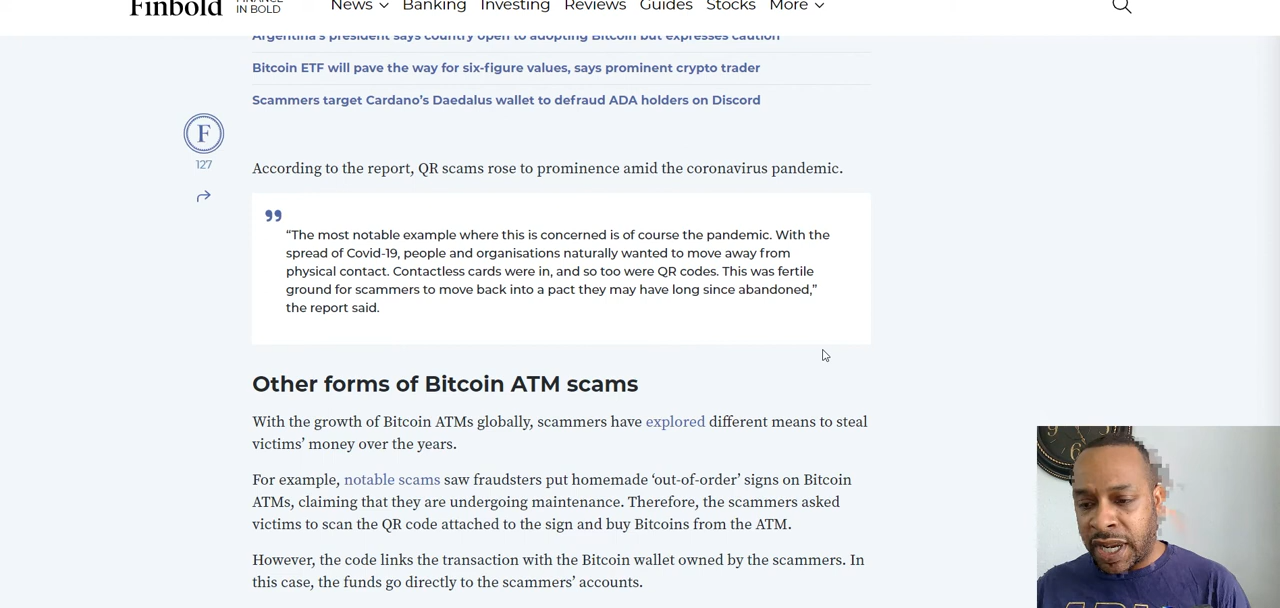 Finbold
FINANCE
IN BOLD
News
Banking
Investing
Reviews
Guides
Stocks
More
Argentina's president says country open to adopting Bitcoin but expresses caution
Bitcoin ETF will pave the way for six-figure values, says prominent crypto trader
Scammers target Cardano's Daedalus wallet to defraud ADA holders on Discord
F
127
According to the report, QR scams rose to prominence amid the coronavirus pandemic.
"The most notable example where this is concerned is of course the pandemic. With the
spread of Covid-19, people and organisations naturally wanted to move away from
physical contact. Contactless cards were in, and so too were QR codes. This was fertile
ground for scammers to move back into a pact they may have long since abandoned,"
the report said.
Other forms of Bitcoin ATM scams
With the growth of Bitcoin ATMs globally, scammers have explored different means to steal
victims' money over the years.
For example, notable scams saw fraudsters put homemade 'out-of-order' signs on Bitcoin
ATMs, claiming that they are undergoing maintenance. Therefore, the scammers asked
victims to scan the QR code attached to the sign and buy Bitcoins from the ATM.
However, the code links the transaction with the Bitcoin wallet owned by the scammers. In
this case, the funds go directly to the scammers' accounts.